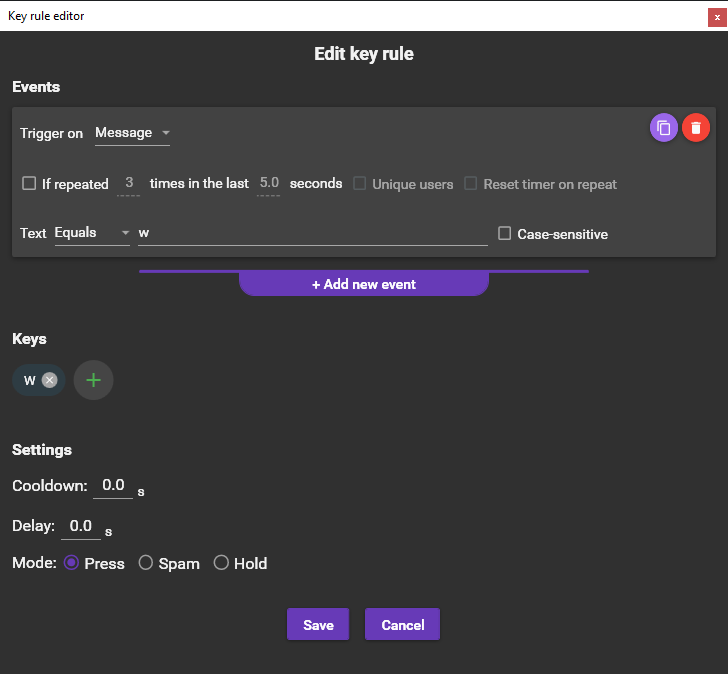 Key rule editor
x
Edit key rule
Events
Trigger on Message
If repeated 3 times in the last 5.0 seconds Unique users Reset timer on repeat
Text Equals w Case-sensitive
+ Add new event
Keys
W
Settings
Cooldown: 0.0 s
Delay: 0.0 s
Mode: Press Spam Hold
Save Cancel